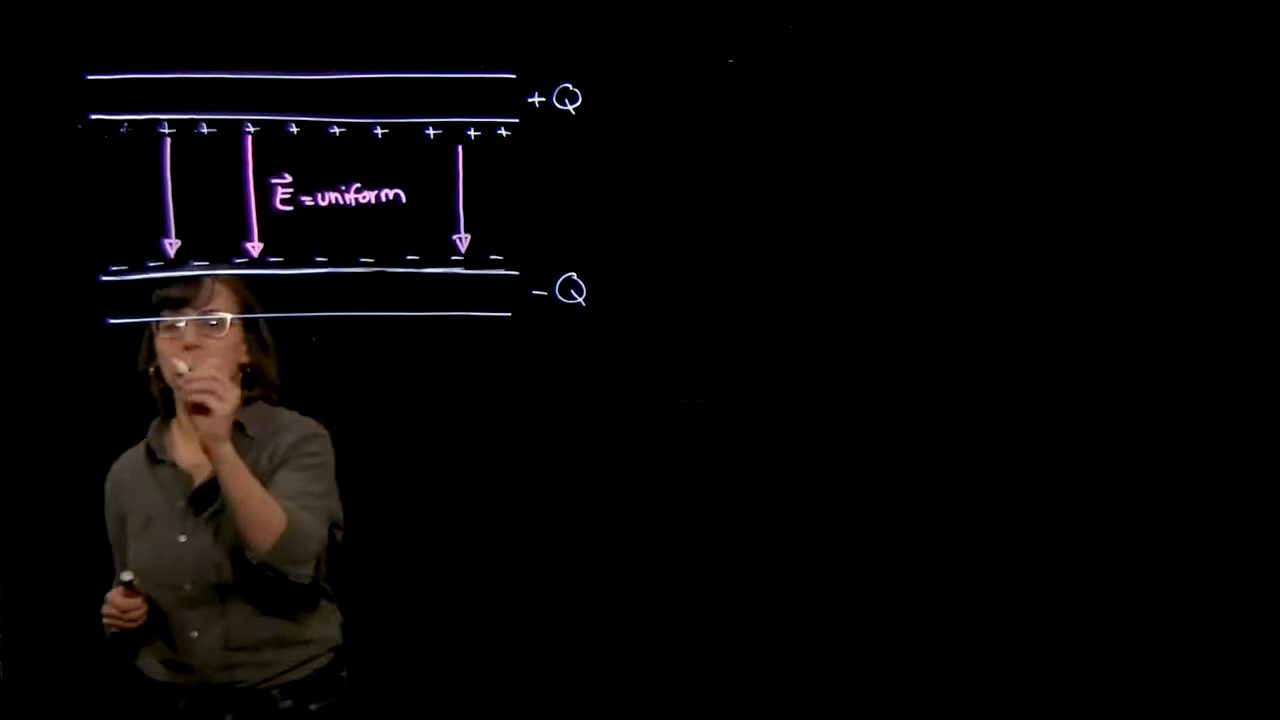 +Q
+ + + + + + + + + +
E⃗ = uniform
− − − − − − − − − −
−Q